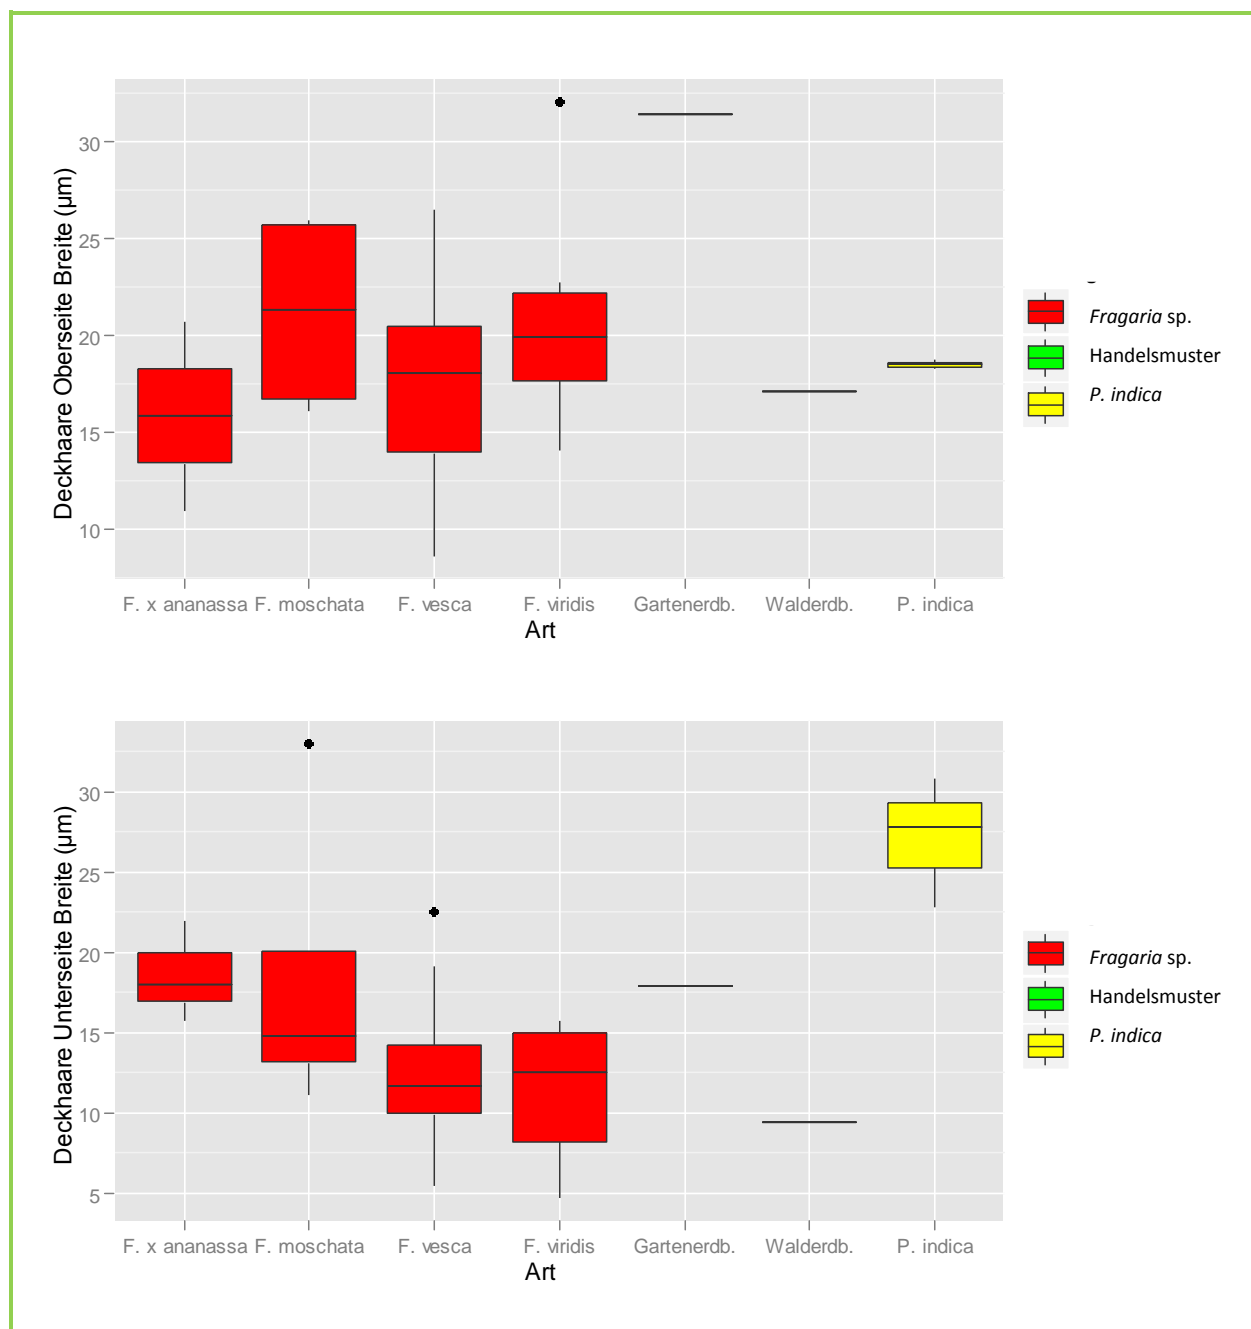 Deckhaare Oberseite Breite (µm)
30
25
20
15
10
F. x ananassa F. moschata F. vesca F. viridis Gartenerdb. Walderdb. P. indica
Art
Fragaria sp.
Handelsmuster
P. indica
Deckhaare Unterseite Breite (µm)
30
25
20
15
10
5
F. x ananassa F. moschata F. vesca F. viridis Gartenerdb. Walderdb. P. indica
Art
Fragaria sp.
Handelsmuster
P. indica